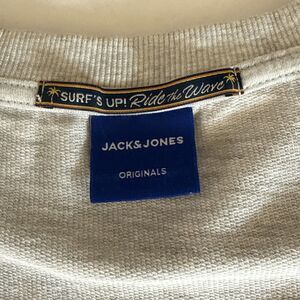 SURF'S UP! Ride the Wave
JACK&JONES
ORIGINALS